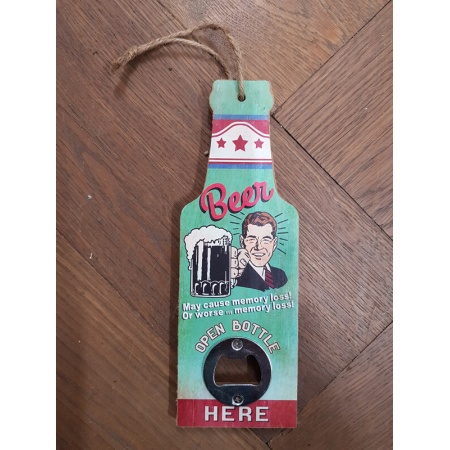 Beer
May cause memory loss!
Or worse ... memory loss!
OPEN BOTTLE
HERE